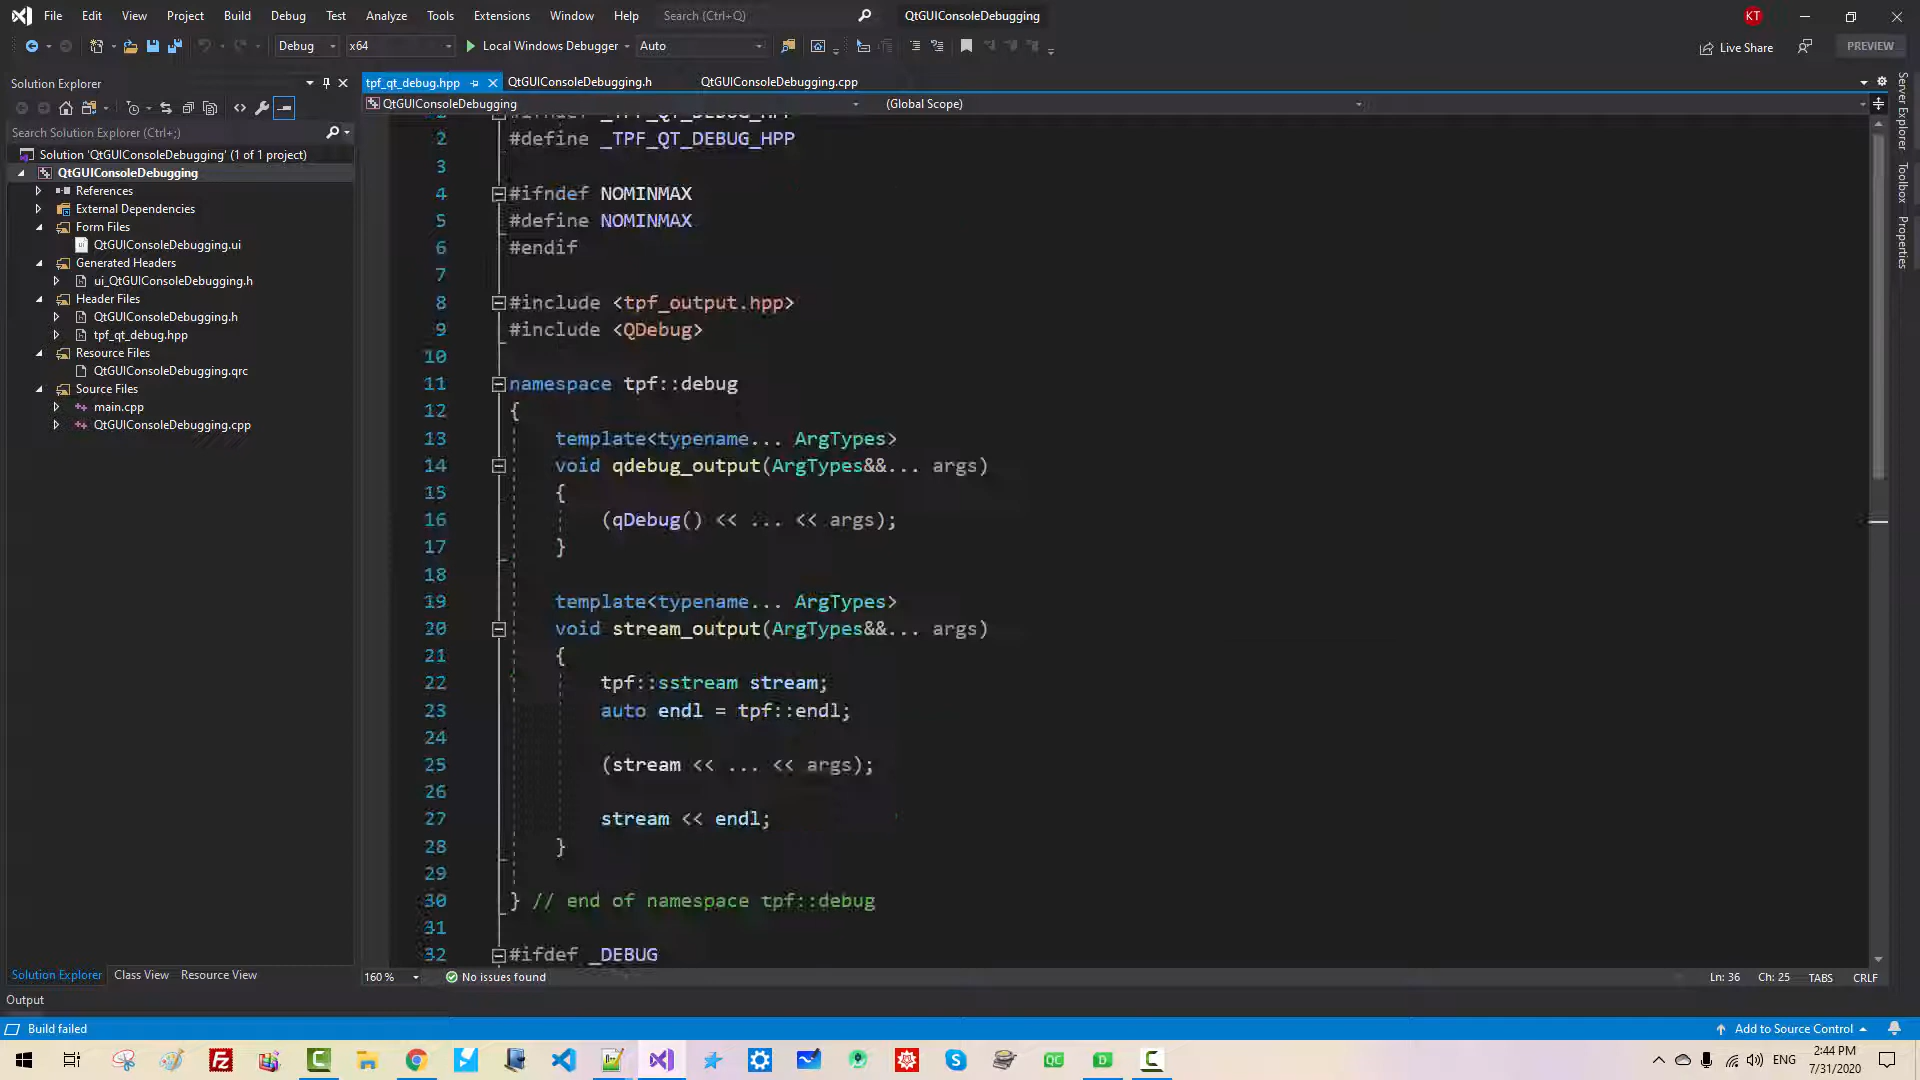 File Edit View Project Build Debug Test Analyze Tools Extensions Window Help Search (Ctrl+Q) QtGUIConsoleDebugging KT
Debug x64 Local Windows Debugger Auto Live Share PREVIEW
Solution Explorer
Search Solution Explorer (Ctrl+;)
Solution 'QtGUIConsoleDebugging' (1 of 1 project)
QtGUIConsoleDebugging
References
External Dependencies
Form Files
QtGUIConsoleDebugging.ui
Generated Headers
ui_QtGUIConsoleDebugging.h
Header Files
QtGUIConsoleDebugging.h
tpf_qt_debug.hpp
Resource Files
QtGUIConsoleDebugging.qrc
Source Files
main.cpp
QtGUIConsoleDebugging.cpp
Solution Explorer Class View Resource View
tpf_qt_debug.hpp QtGUIConsoleDebugging.h QtGUIConsoleDebugging.cpp
QtGUIConsoleDebugging (Global Scope)
1 #ifndef _TPF_QT_DEBUG_HPP
2 #define _TPF_QT_DEBUG_HPP
3
4 #ifndef NOMINMAX
5 #define NOMINMAX
6 #endif
7
8 #include <tpf_output.hpp>
9 #include <QDebug>
10
11 namespace tpf::debug
12 {
13 template<typename... ArgTypes>
14 void qdebug_output(ArgTypes&&... args)
15 {
16 (qDebug() << ... << args);
17 }
18
19 template<typename... ArgTypes>
20 void stream_output(ArgTypes&&... args)
21 {
22 tpf::sstream stream;
23 auto endl = tpf::endl;
24
25 (stream << ... << args);
26
27 stream << endl;
28 }
29
30 } // end of namespace tpf::debug
31
32 #ifdef _DEBUG
160 % No issues found Ln: 36 Ch: 25 TABS CRLF
Server Explorer
Toolbox
Properties
Output
Build failed Add to Source Control
ENG 2:44 PM
7/31/2020